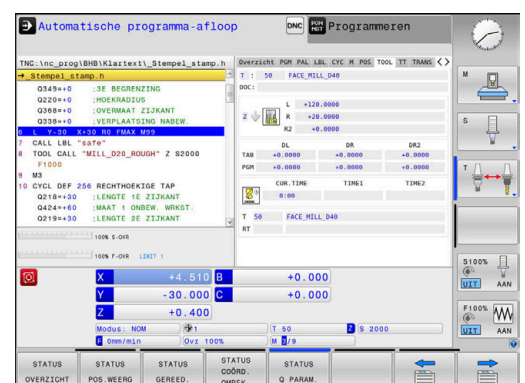 Automatische programma-afloop
DNC
PGM MGT
Programmeren
TNC:\nc_prog\BHB\Klartext\_Stempel_stamp.h
→_Stempel_stamp.h
Q349=+0 ;3E BEGRENZING
Q220=+0 ;HOEKRADIUS
Q368=+0 ;OVERMAAT ZIJKANT
Q338=+0 ;VERPLAATSING NABEW.
6 L Y-30 X+30 R0 FMAX M99
7 CALL LBL "safe"
8 TOOL CALL "MILL_D20_ROUGH" Z S2000
F1000
9 M3
10 CYCL DEF 256 RECHTHOEKIGE TAP
Q218=+30 ;LENGTE 1E ZIJKANT
Q424=+60 ;MAAT 1 ONBEW. WRKST.
Q219=+30 ;LENGTE 2E ZIJKANT
100% S-OVR
100% F-OVR LIMIT 1
Overzicht PGM PAL LBL CYC M POS TOOL TT TRANS
T : 50 FACE_MILL_D40
DOC:
L +120.0000
Z R +20.0000
R2 +0.0000
DL DR DR2
TAB +0.0000 +0.0000 +0.0000
PGM +0.0000 +0.0000 +0.0000
CUR.TIME TIME1 TIME2
0:00
T 50 FACE_MILL_D40
RT
X +4.510 B +0.000
Y -30.000 C +0.000
Z +0.400
Modus: NOM 1 T 50 Z S 2000
F 0mm/min Ovr 100% M 3/9
M
S
T
S100%
UIT AAN
F100%
UIT AAN
STATUS OVERZICHT
STATUS POS.WEERG
STATUS GEREED.
STATUS COÖRD. OMREK.
STATUS Q PARAM.